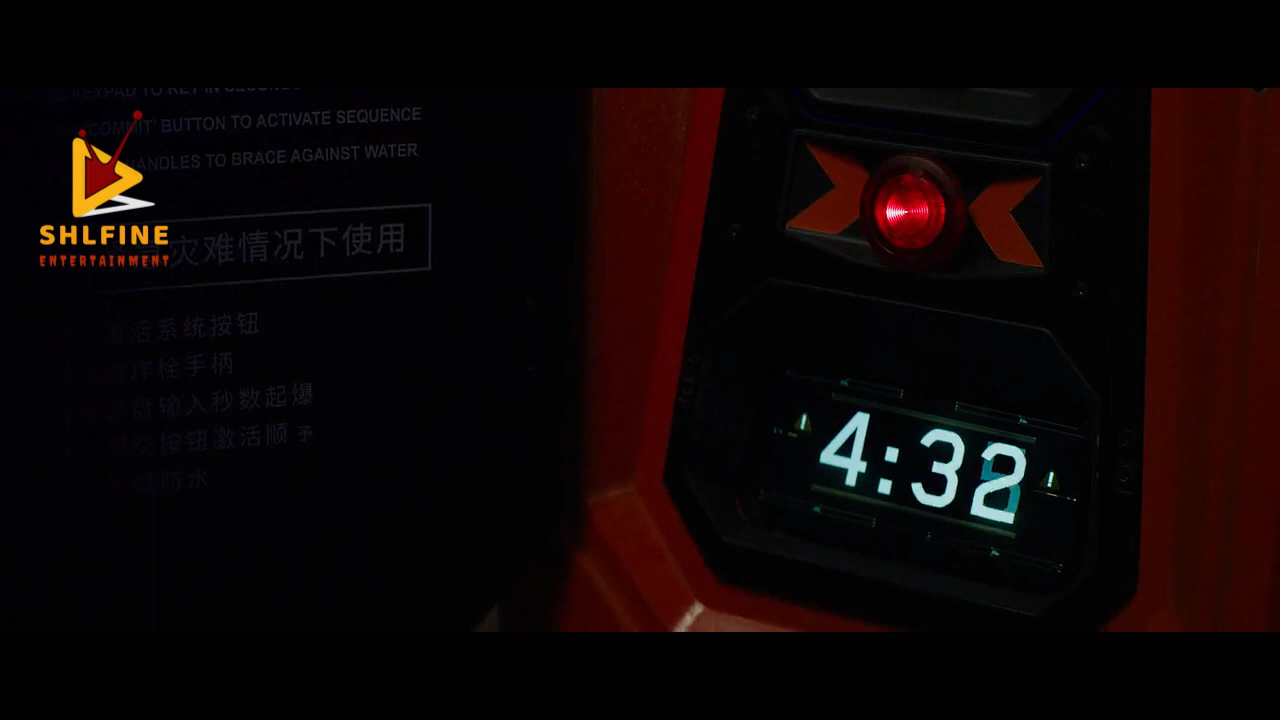 KEYPAD TO KEY IN SECONDS
'COMMIT' BUTTON TO ACTIVATE SEQUENCE
HANDLES TO BRACE AGAINST WATER
SHLFINE
ENTERTAINMENT
灾难情况下使用
活系统按钮
栓手柄
盘输入秒数起爆
按钮激活顺予
防水
4:32